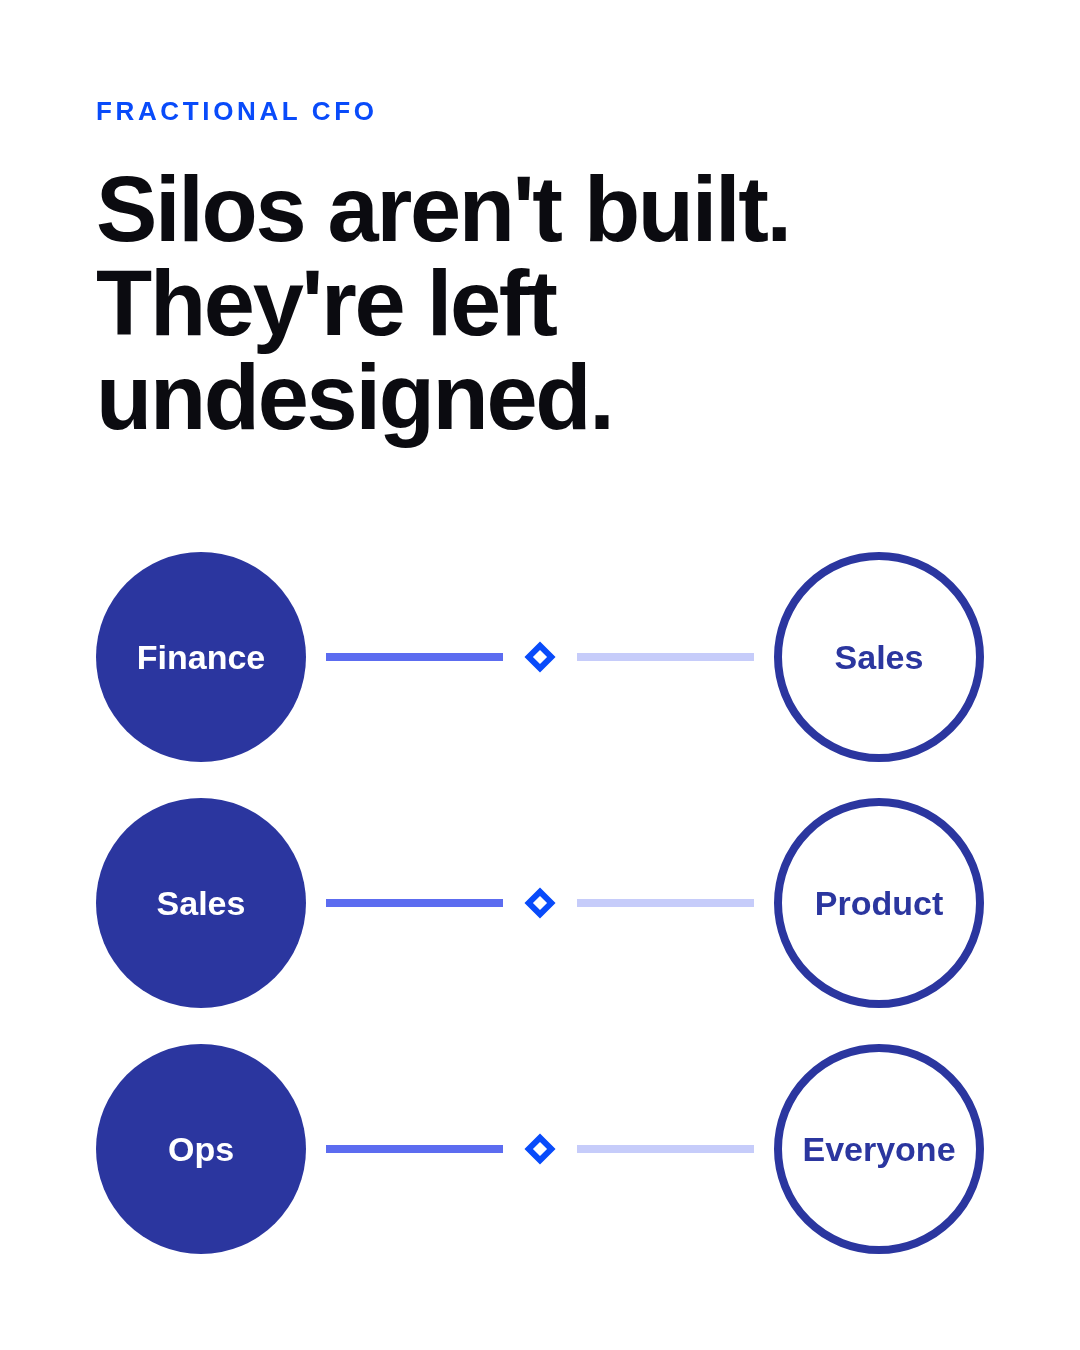 FRACTIONAL CFO
Silos aren't built.
They're left
undesigned.
Finance
Sales
Sales
Product
Ops
Everyone